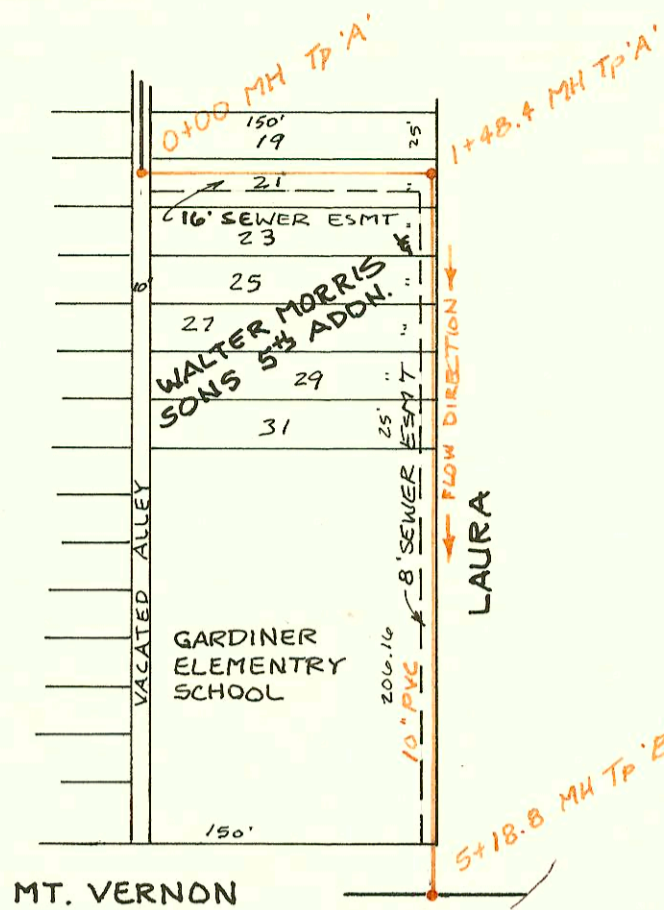 0+00 MH Tp 'A'
1+48.4 MH Tp 'A'
150'
19
25'
21
"
16' SEWER ESMT
23
"
25
"
10'
WALTER MORRIS
& SONS 5th ADDN.
27
"
29
"
31
25'
FLOW DIRECTION
8' SEWER ESMT
LAURA
VACATED ALLEY
GARDINER
ELEMENTRY
SCHOOL
206.16
10" PVC
150'
5+18.8 MH Tp 'B
MT. VERNON